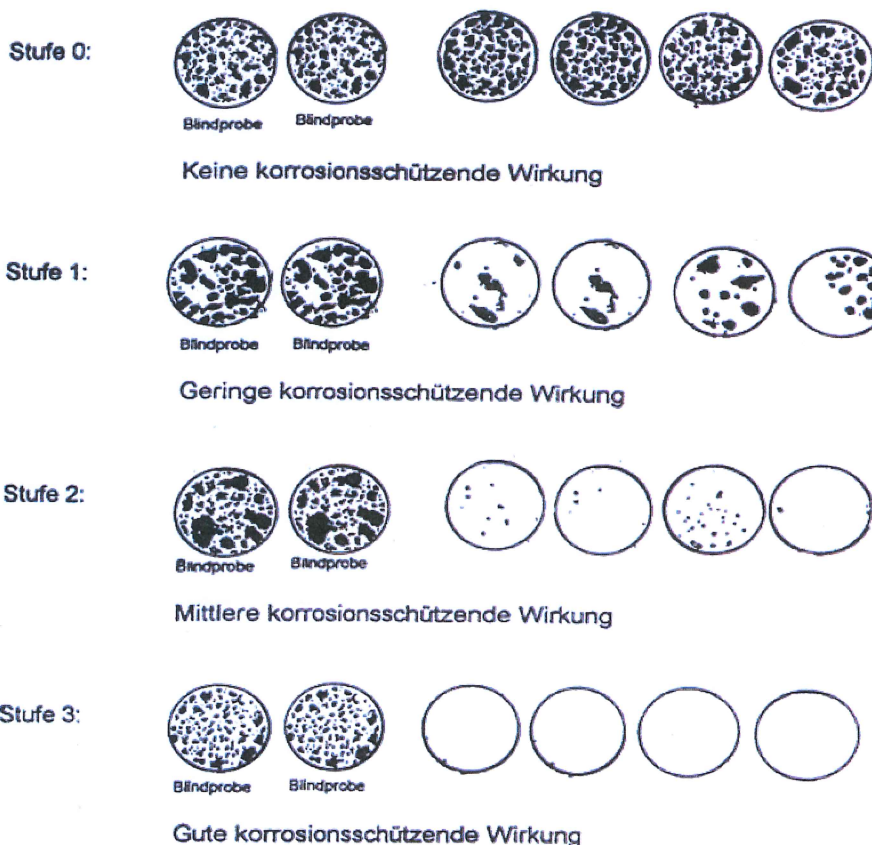 Stufe 0:
Blindprobe Blindprobe
Keine korrosionsschützende Wirkung
Stufe 1:
Blindprobe Blindprobe
Geringe korrosionsschützende Wirkung
Stufe 2:
Blindprobe Blindprobe
Mittlere korrosionsschützende Wirkung
Stufe 3:
Blindprobe Blindprobe
Gute korrosionsschützende Wirkung